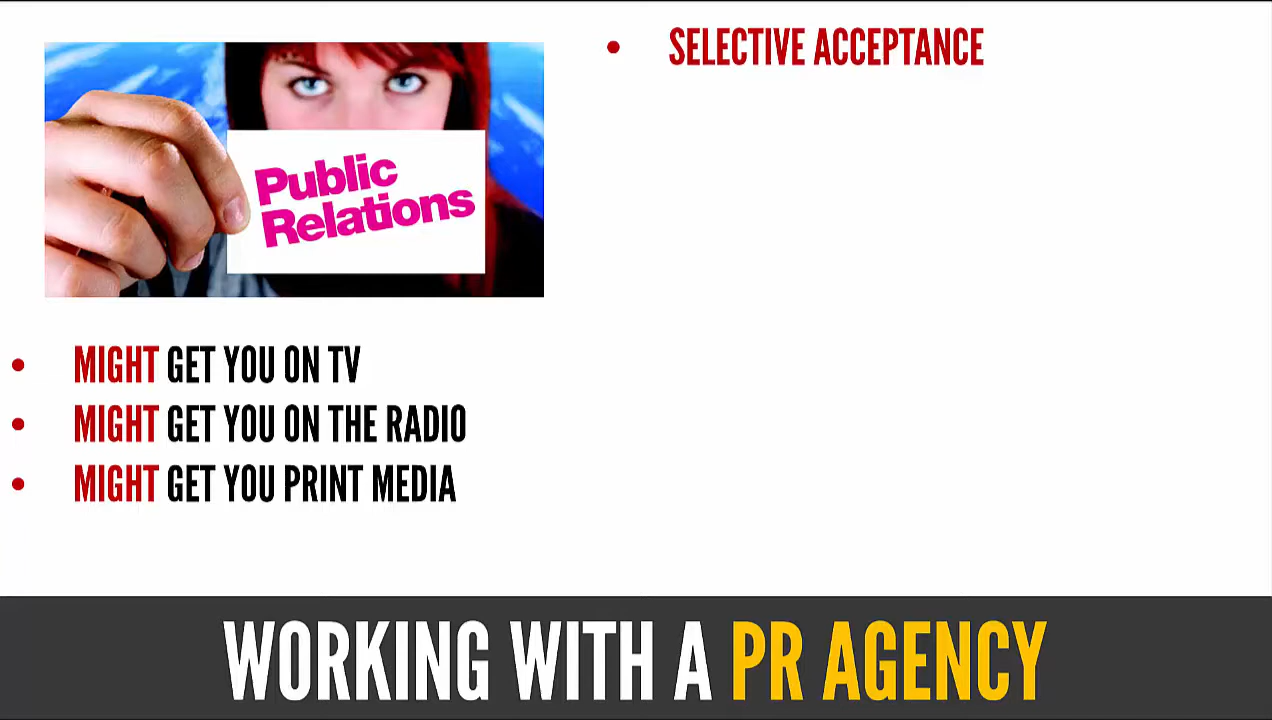 Public
Relations
• MIGHT GET YOU ON TV
• MIGHT GET YOU ON THE RADIO
• MIGHT GET YOU PRINT MEDIA
• SELECTIVE ACCEPTANCE
WORKING WITH A PR AGENCY